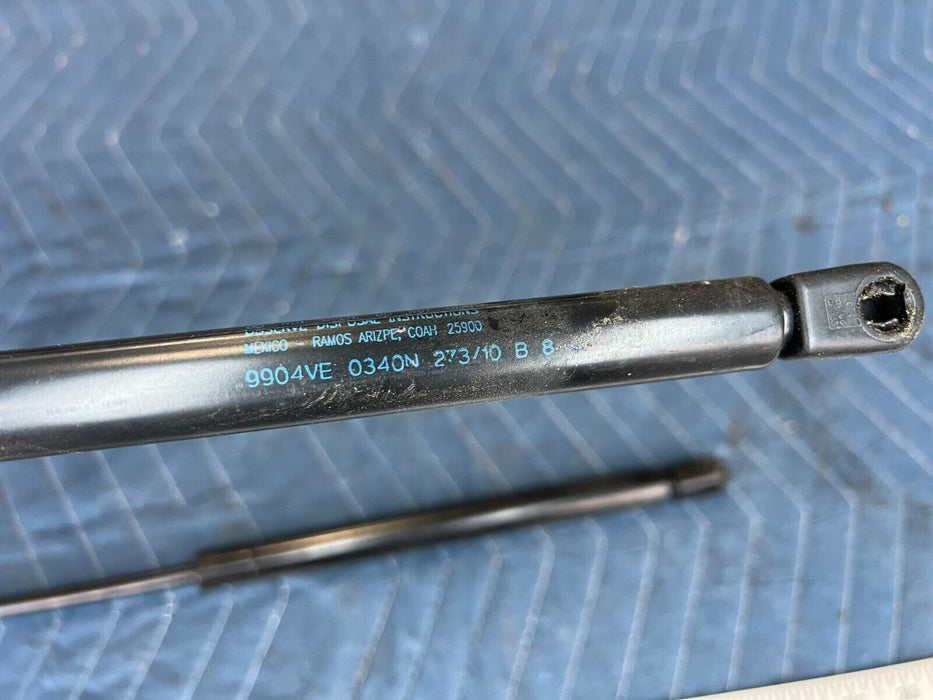 OBSERVE DISPOSAL INSTRUCTIONS
MEXICO - RAMOS ARIZPE, COAH 25900
9904VE 0340N 273/10 B 8